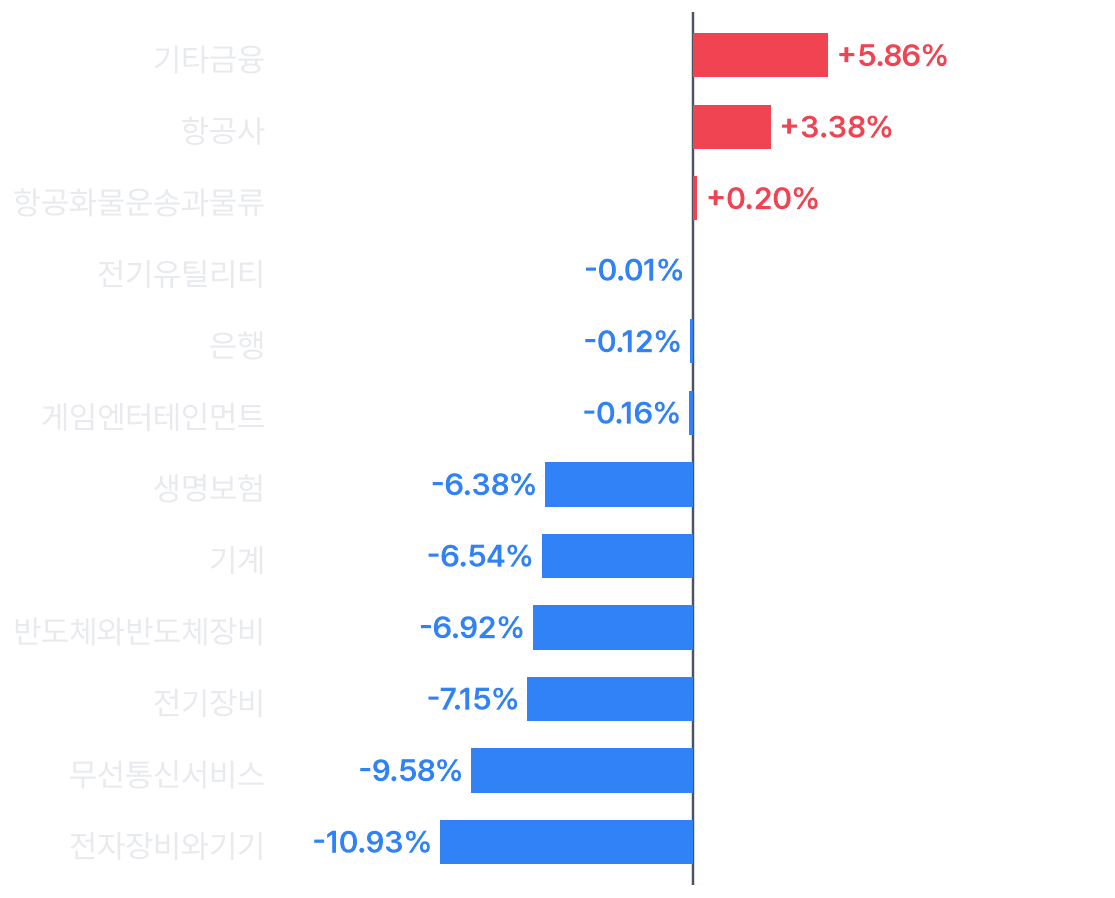 기타금융 +5.86%
항공사 +3.38%
항공화물운송과물류 +0.20%
전기유틸리티 -0.01%
은행 -0.12%
게임엔터테인먼트 -0.16%
생명보험 -6.38%
기계 -6.54%
반도체와반도체장비 -6.92%
전기장비 -7.15%
무선통신서비스 -9.58%
전자장비와기기 -10.93%